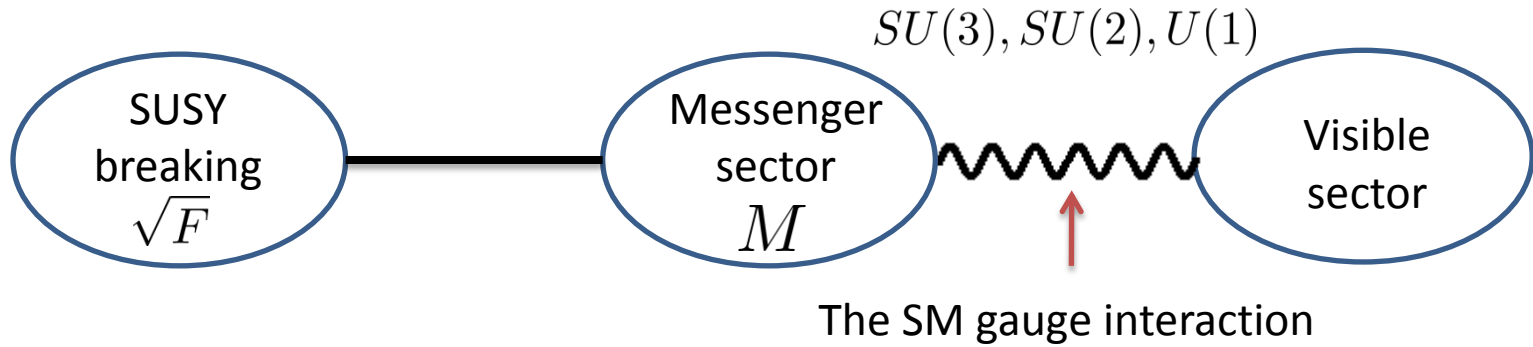 SU(3), SU(2), U(1)
SUSY
breaking
√F
Messenger
sector
M
Visible
sector
The SM gauge interaction